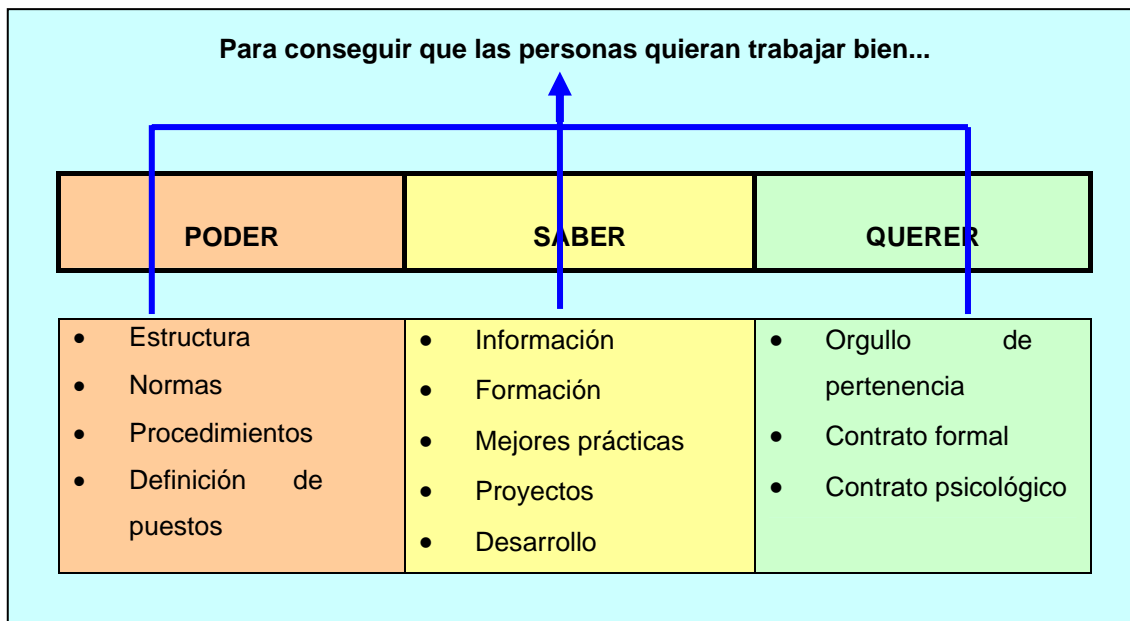 Para conseguir que las personas quieran trabajar bien...
PODER
SABER
QUERER
• Estructura
• Normas
• Procedimientos
• Definición de
puestos
• Información
• Formación
• Mejores prácticas
• Proyectos
• Desarrollo
• Orgullo de
pertenencia
• Contrato formal
• Contrato psicológico